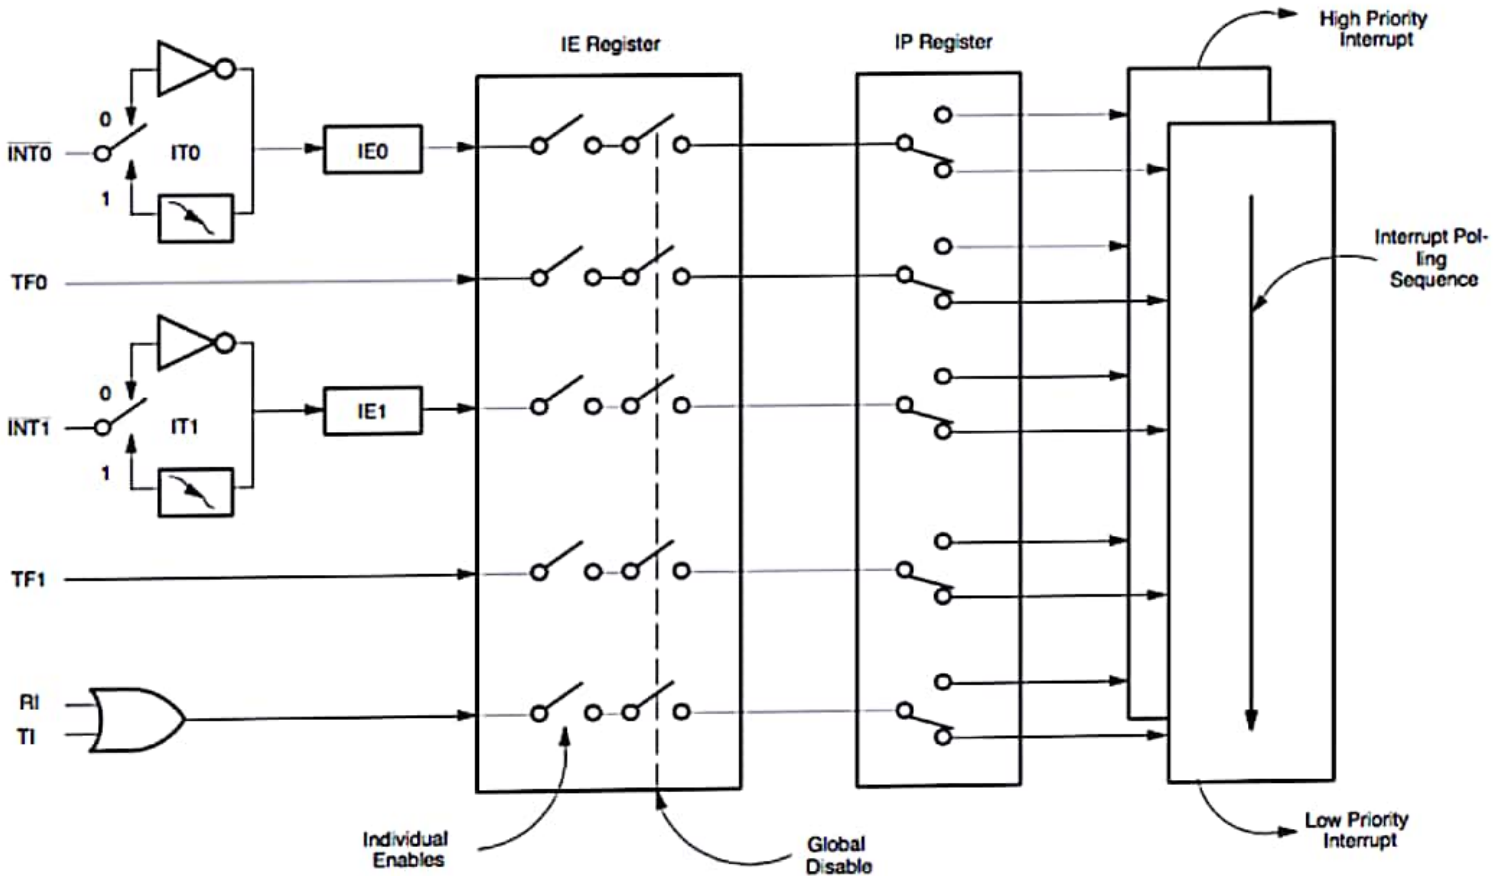 High Priority
Interrupt
IE Register
IP Register
0
INT0
IT0
IE0
1
Interrupt Pol-
ling
Sequence
TF0
0
INT1
IT1
IE1
1
TF1
RI
TI
Individual
Enables
Global
Disable
Low Priority
Interrupt